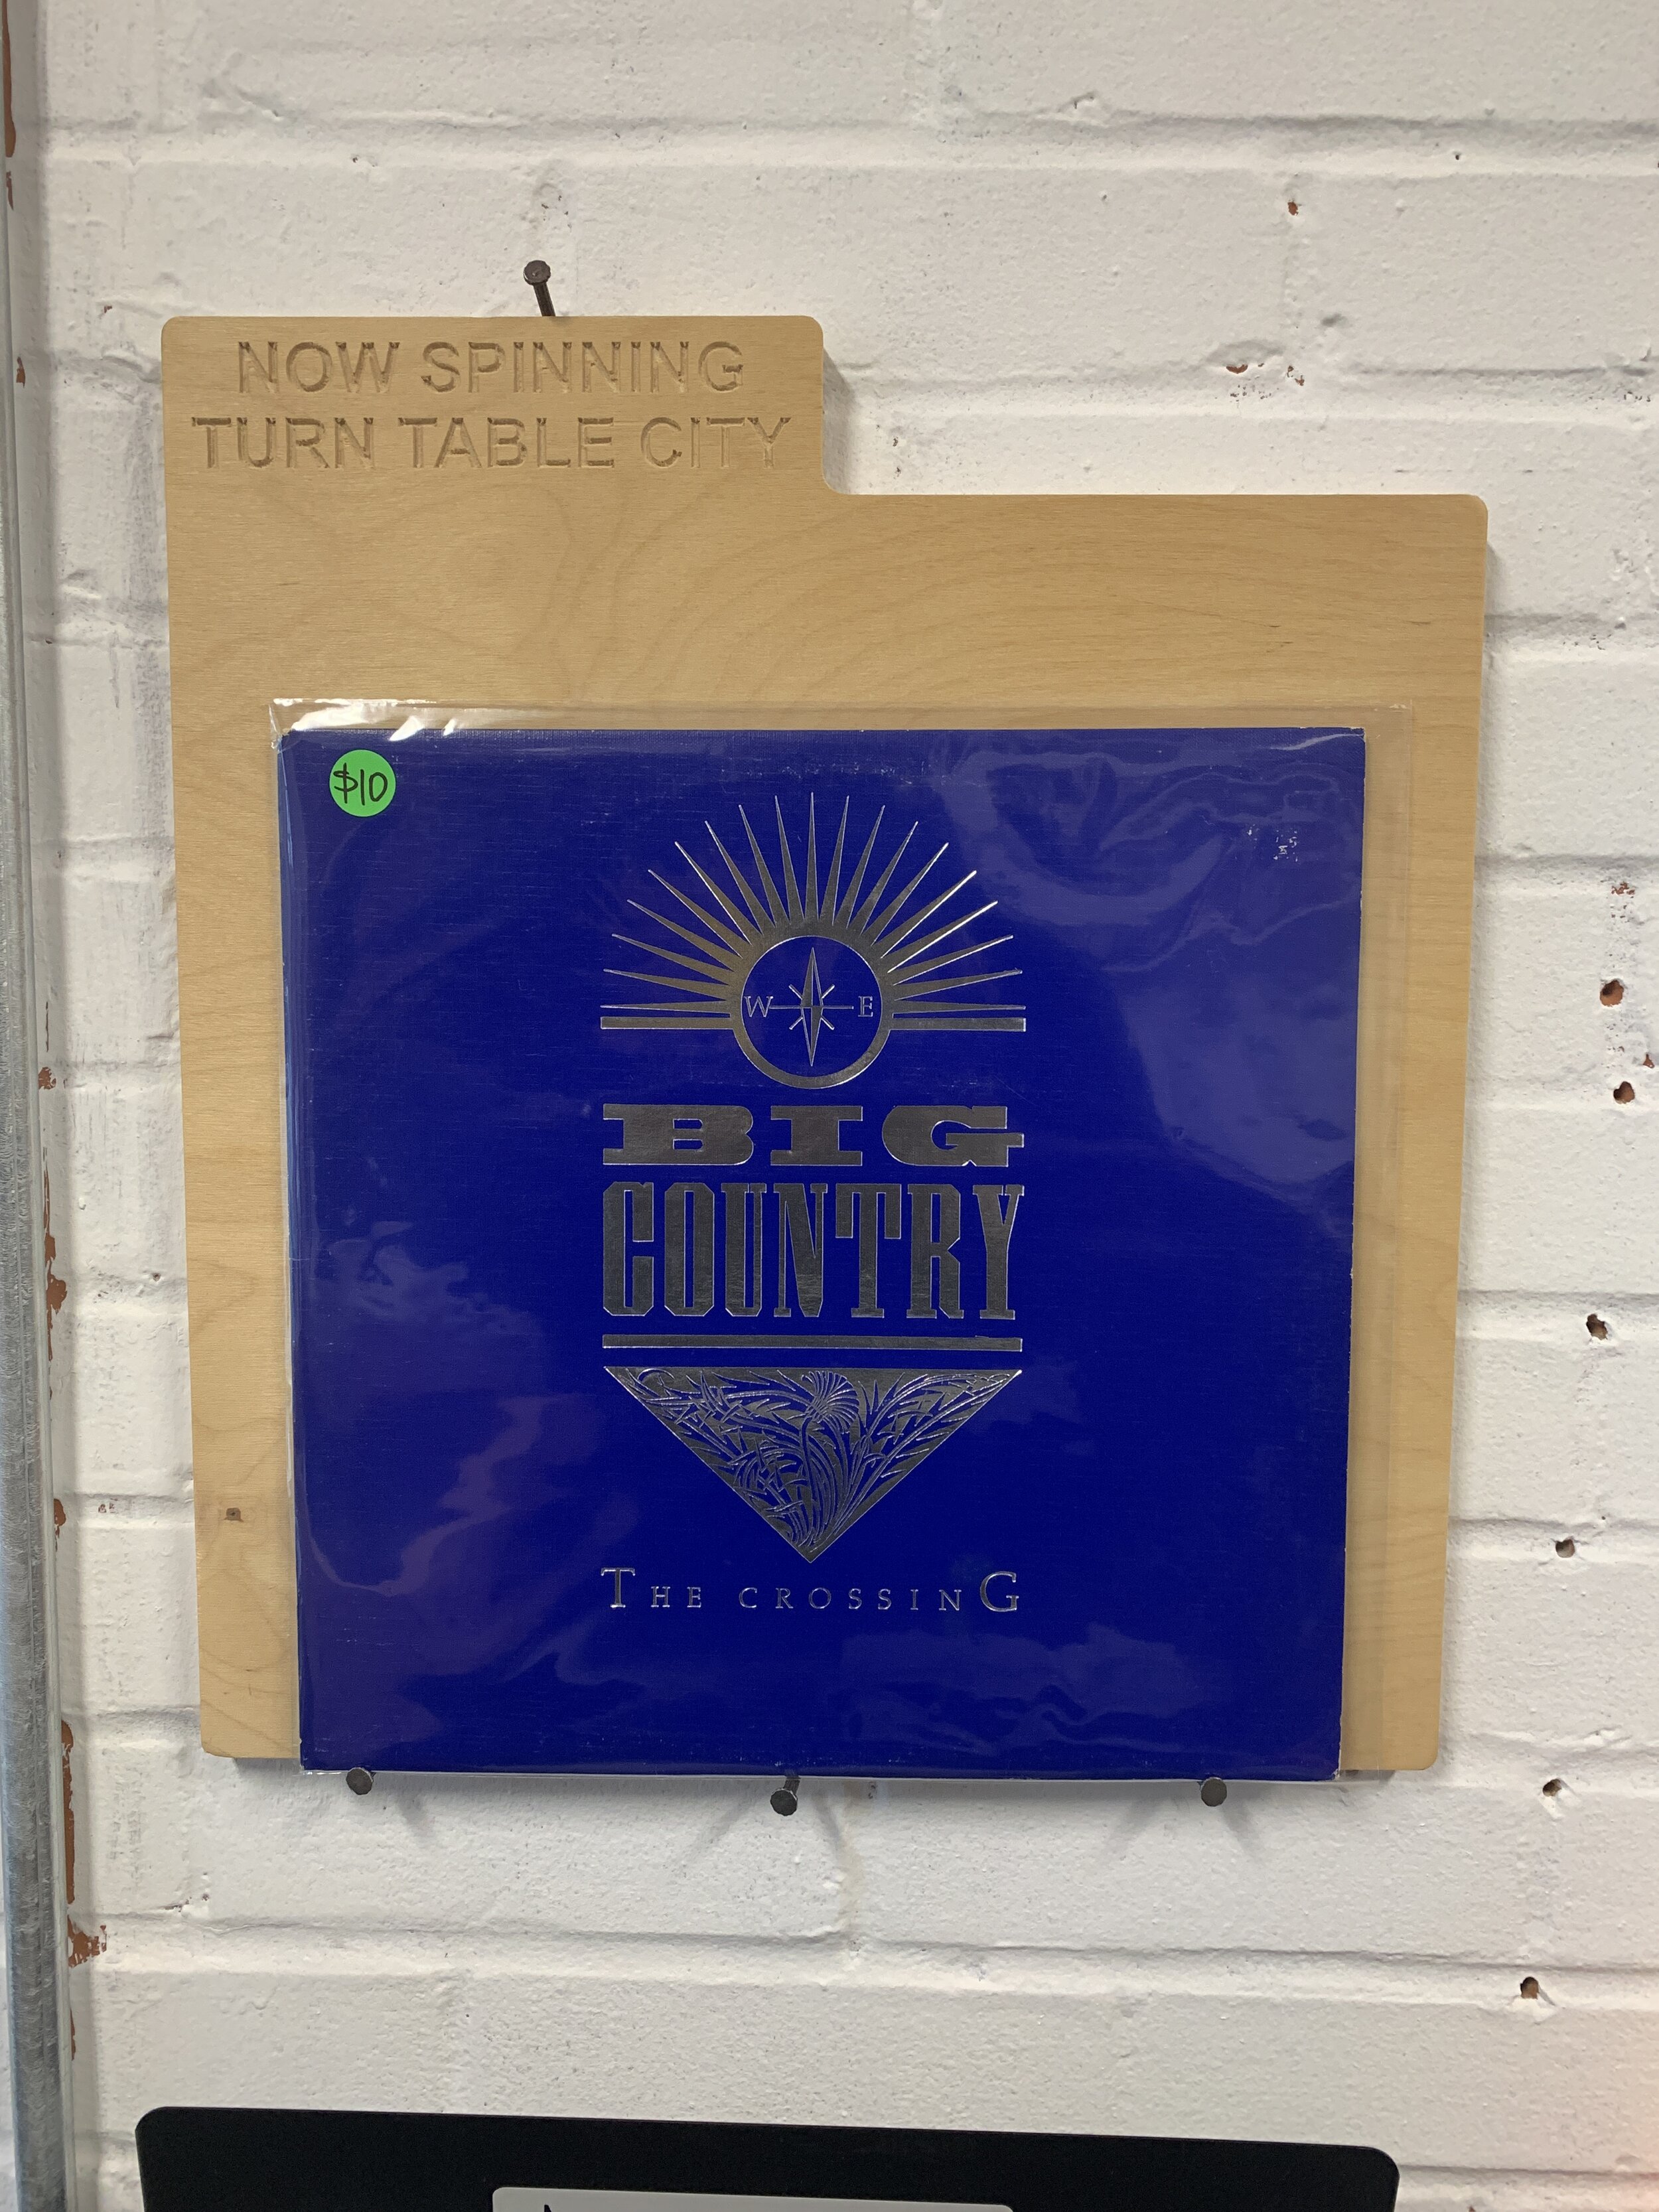 NOW SPINNING
TURN TABLE CITY
$10
W E
BIG
COUNTRY
THE CROSSING